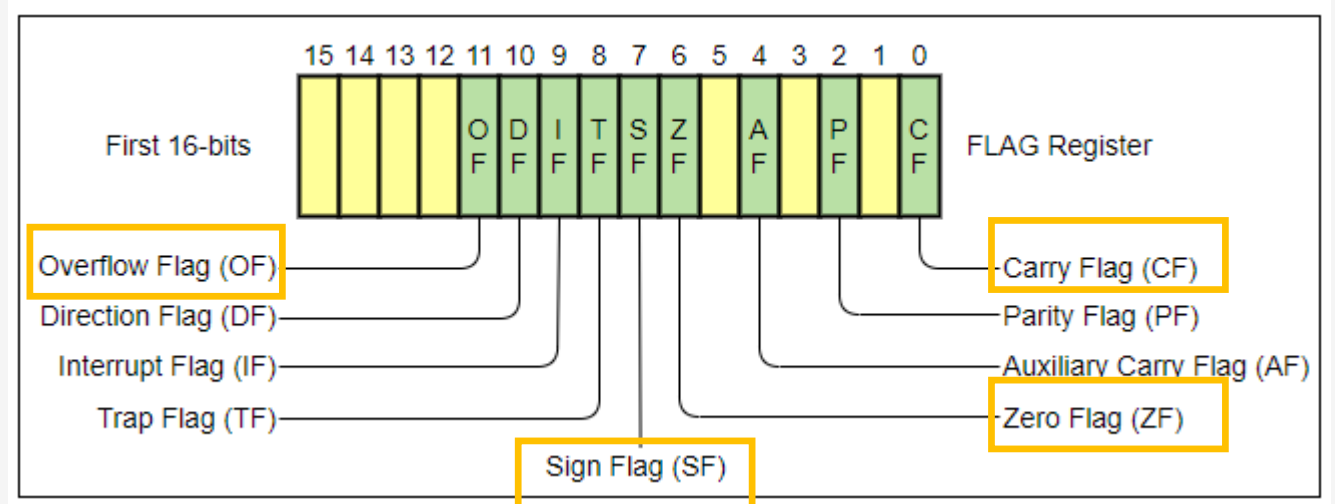 15 14 13 12 11 10 9 8 7 6 5 4 3 2 1 0
First 16-bits
O D I T S Z A P C
F F F F F F F F F
FLAG Register
Overflow Flag (OF)
Carry Flag (CF)
Direction Flag (DF)
Parity Flag (PF)
Interrupt Flag (IF)
Auxiliary Carry Flag (AF)
Trap Flag (TF)
Zero Flag (ZF)
Sign Flag (SF)